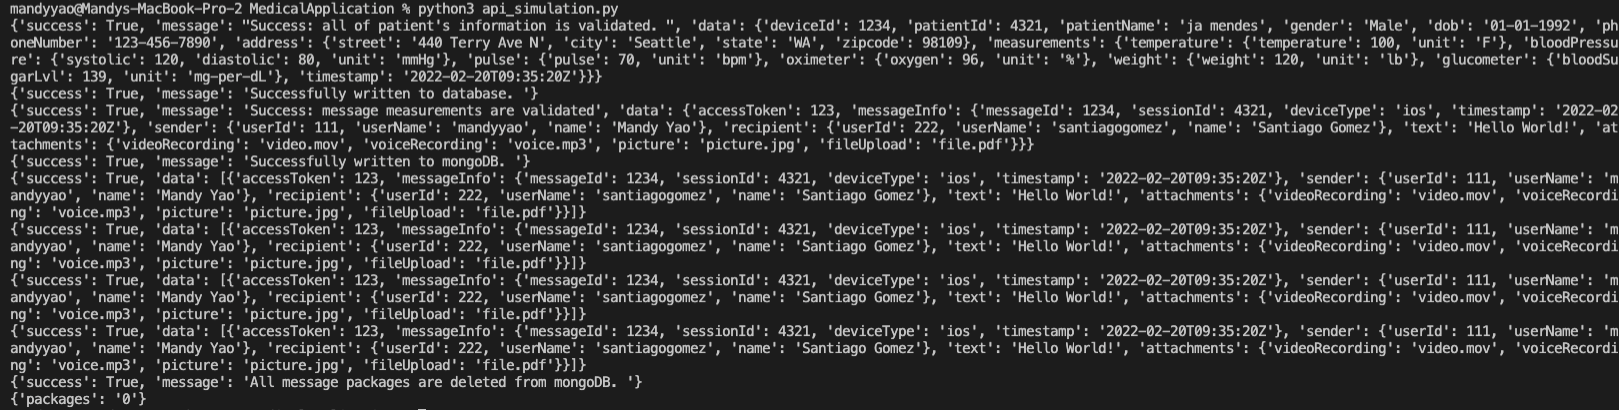 mandyyao@Mandys-MacBook-Pro-2 MedicalApplication % python3 api_simulation.py
{'success': True, 'message': "Success: all of patient's information is validated. ", 'data': {'deviceId': 1234, 'patientId': 4321, 'patientName': 'ja mendes', 'gender': 'Male', 'dob': '01-01-1992', 'ph
oneNumber': '123-456-7890', 'address': {'street': '440 Terry Ave N', 'city': 'Seattle', 'state': 'WA', 'zipcode': 98109}, 'measurements': {'temperature': {'temperature': 100, 'unit': 'F'}, 'bloodPressu
re': {'systolic': 120, 'diastolic': 80, 'unit': 'mmHg'}, 'pulse': {'pulse': 70, 'unit': 'bpm'}, 'oximeter': {'oxygen': 96, 'unit': '%'}, 'weight': {'weight': 120, 'unit': 'lb'}, 'glucometer': {'bloodSu
garLvl': 139, 'unit': 'mg-per-dL'}, 'timestamp': '2022-02-20T09:35:20Z'}}}
{'success': True, 'message': 'Successfully written to database. '}
{'success': True, 'message': 'Success: message measurements are validated', 'data': {'accessToken': 123, 'messageInfo': {'messageId': 1234, 'sessionId': 4321, 'deviceType': 'ios', 'timestamp': '2022-02
-20T09:35:20Z'}, 'sender': {'userId': 111, 'userName': 'mandyyao', 'name': 'Mandy Yao'}, 'recipient': {'userId': 222, 'userName': 'santiagogomez', 'name': 'Santiago Gomez'}, 'text': 'Hello World!', 'at
tachments': {'videoRecording': 'video.mov', 'voiceRecording': 'voice.mp3', 'picture': 'picture.jpg', 'fileUpload': 'file.pdf'}}}
{'success': True, 'message': 'Successfully written to mongoDB. '}
{'success': True, 'data': [{'accessToken': 123, 'messageInfo': {'messageId': 1234, 'sessionId': 4321, 'deviceType': 'ios', 'timestamp': '2022-02-20T09:35:20Z'}, 'sender': {'userId': 111, 'userName': 'm
andyyao', 'name': 'Mandy Yao'}, 'recipient': {'userId': 222, 'userName': 'santiagogomez', 'name': 'Santiago Gomez'}, 'text': 'Hello World!', 'attachments': {'videoRecording': 'video.mov', 'voiceRecordi
ng': 'voice.mp3', 'picture': 'picture.jpg', 'fileUpload': 'file.pdf'}}]}
{'success': True, 'data': [{'accessToken': 123, 'messageInfo': {'messageId': 1234, 'sessionId': 4321, 'deviceType': 'ios', 'timestamp': '2022-02-20T09:35:20Z'}, 'sender': {'userId': 111, 'userName': 'm
andyyao', 'name': 'Mandy Yao'}, 'recipient': {'userId': 222, 'userName': 'santiagogomez', 'name': 'Santiago Gomez'}, 'text': 'Hello World!', 'attachments': {'videoRecording': 'video.mov', 'voiceRecordi
ng': 'voice.mp3', 'picture': 'picture.jpg', 'fileUpload': 'file.pdf'}}]}
{'success': True, 'data': [{'accessToken': 123, 'messageInfo': {'messageId': 1234, 'sessionId': 4321, 'deviceType': 'ios', 'timestamp': '2022-02-20T09:35:20Z'}, 'sender': {'userId': 111, 'userName': 'm
andyyao', 'name': 'Mandy Yao'}, 'recipient': {'userId': 222, 'userName': 'santiagogomez', 'name': 'Santiago Gomez'}, 'text': 'Hello World!', 'attachments': {'videoRecording': 'video.mov', 'voiceRecordi
ng': 'voice.mp3', 'picture': 'picture.jpg', 'fileUpload': 'file.pdf'}}]}
{'success': True, 'data': [{'accessToken': 123, 'messageInfo': {'messageId': 1234, 'sessionId': 4321, 'deviceType': 'ios', 'timestamp': '2022-02-20T09:35:20Z'}, 'sender': {'userId': 111, 'userName': 'm
andyyao', 'name': 'Mandy Yao'}, 'recipient': {'userId': 222, 'userName': 'santiagogomez', 'name': 'Santiago Gomez'}, 'text': 'Hello World!', 'attachments': {'videoRecording': 'video.mov', 'voiceRecordi
ng': 'voice.mp3', 'picture': 'picture.jpg', 'fileUpload': 'file.pdf'}}]}
{'success': True, 'message': 'All message packages are deleted from mongoDB. '}
{'packages': '0'}